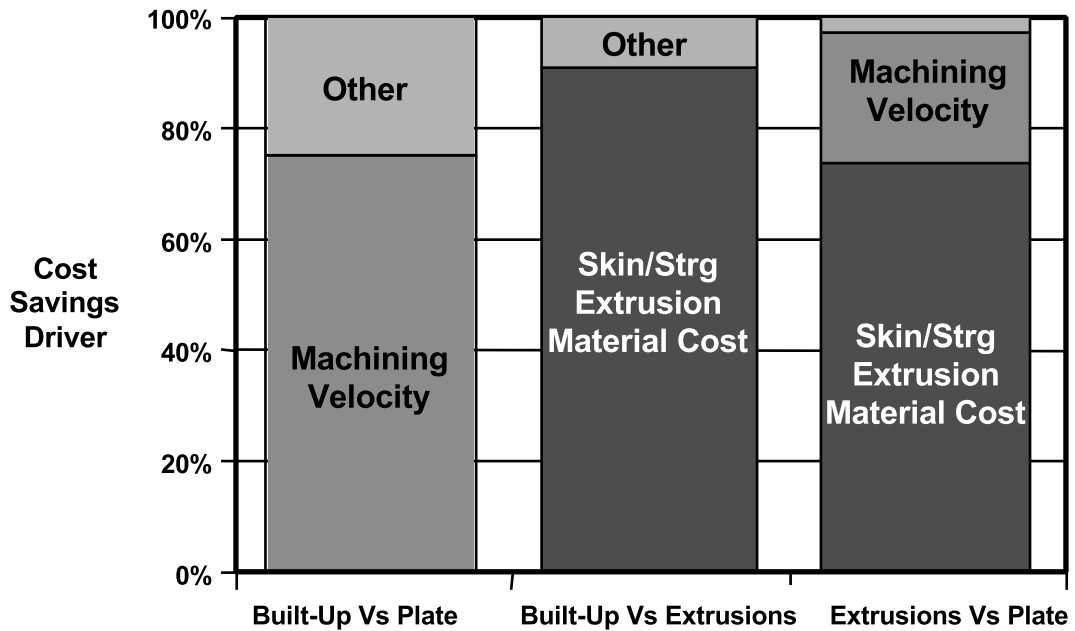 100%
80%
60%
40%
20%
0%
Cost
Savings
Driver
Other
Machining
Velocity
Other
Skin/Strg
Extrusion
Material Cost
Machining
Velocity
Skin/Strg
Extrusion
Material Cost
Built-Up Vs Plate
Built-Up Vs Extrusions
Extrusions Vs Plate